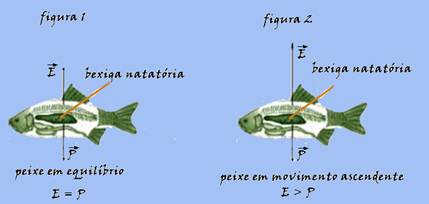 figura 1
E
bexiga natatória
P
peixe em equilíbrio
E = P
figura 2
E
bexiga natatória
P
peixe em movimento ascendente
E > P